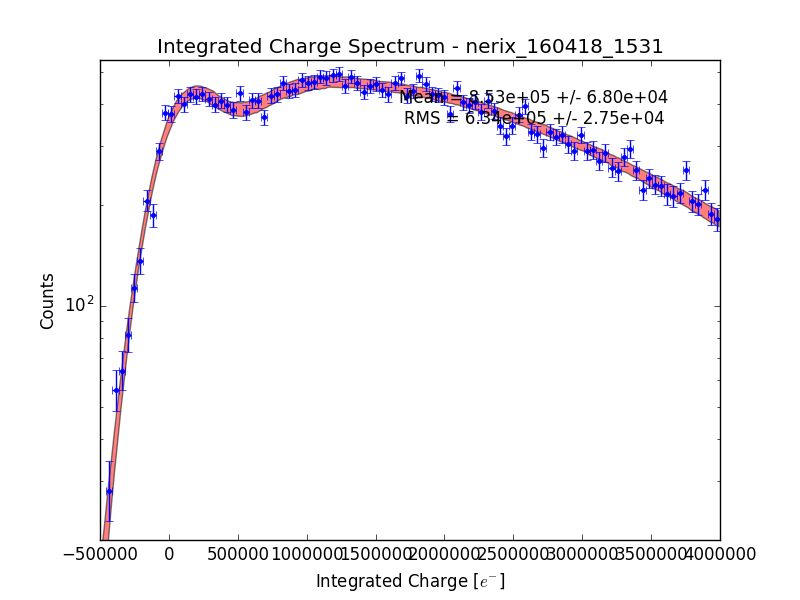 Integrated Charge Spectrum - nerix_160418_1531
Mean = 8.53e+05 +/- 6.80e+04
RMS = 6.34e+05 +/- 2.75e+04
Counts
10²
−500000 0 500000 1000000 1500000 2000000 2500000 3000000 3500000 4000000
Integrated Charge [e⁻]